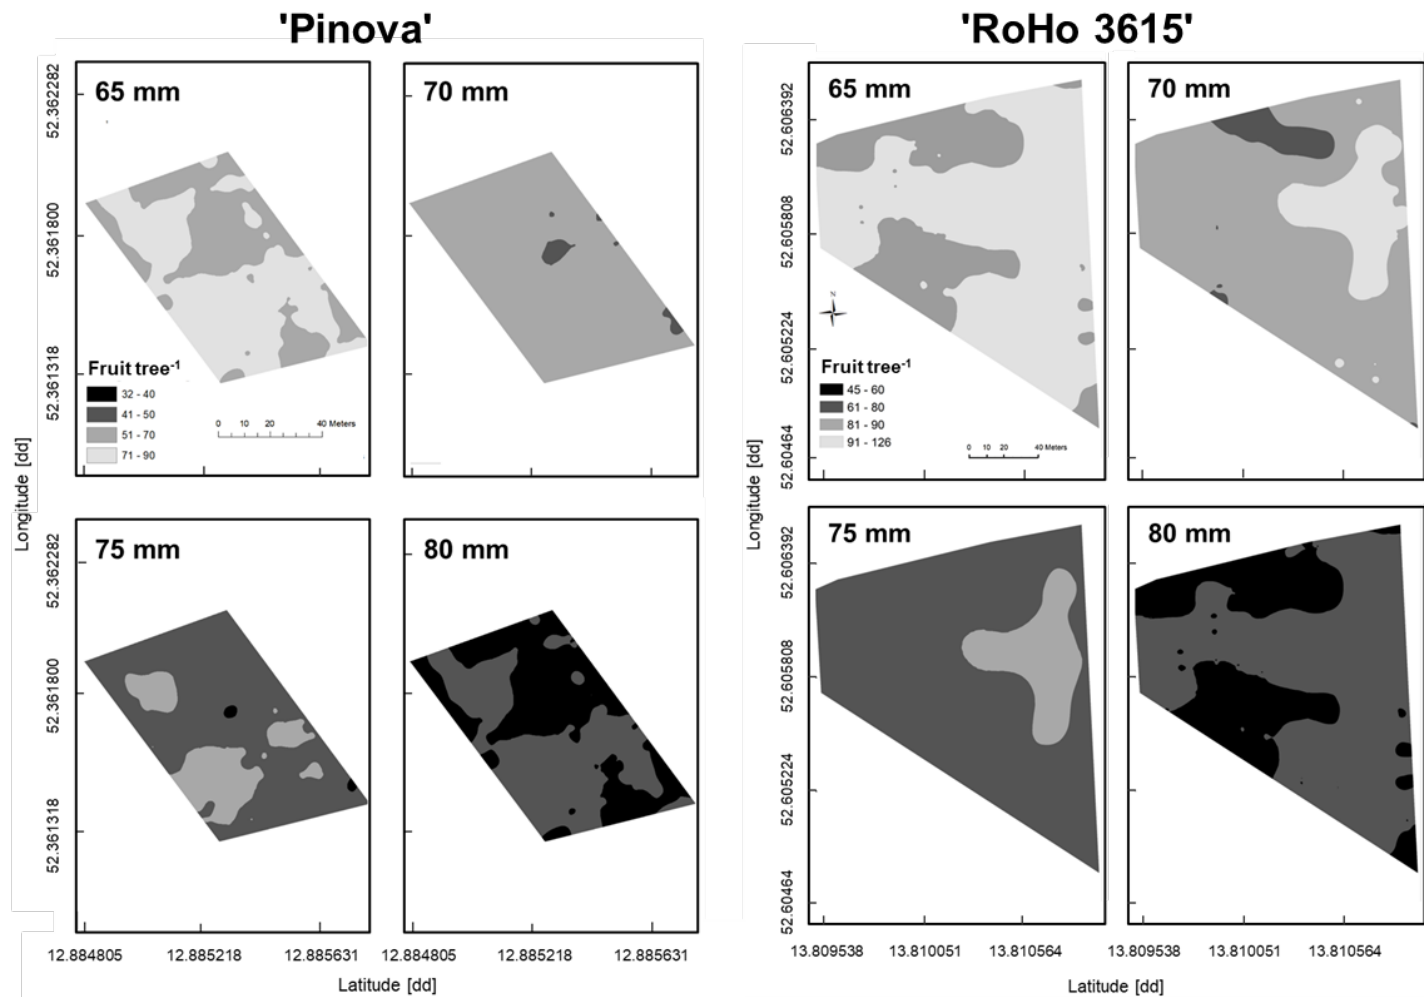 'Pinova'
65 mm
70 mm
52.362282
52.361800
52.361318
Fruit tree⁻¹
32 - 40
41 - 50
51 - 70
71 - 90
0 10 20 40 Meters
75 mm
80 mm
52.362282
52.361800
52.361318
Longitude [dd]
12.884805
12.885218
12.885631
12.884805
12.885218
12.885631
Latitude [dd]
'RoHo 3615'
65 mm
70 mm
52.606392
52.605808
52.605224
52.60464
N
Fruit tree⁻¹
45 - 60
61 - 80
81 - 90
91 - 126
0 10 20 40 Meters
75 mm
80 mm
52.606392
52.605808
52.605224
52.60464
Longitude [dd]
13.809538
13.810051
13.810564
13.809538
13.810051
13.810564
Latitude [dd]